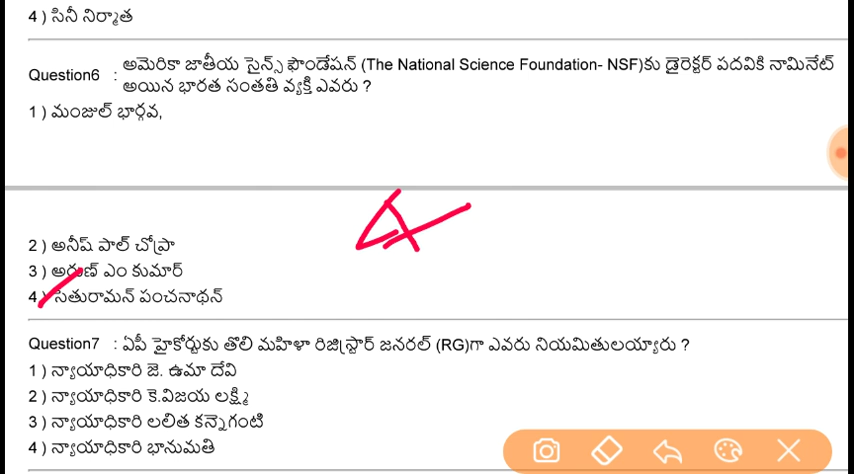 4 ) సినీ నిర్మాత
Question6 : అమెరికా జాతీయ సైన్స్ ఫౌండేషన్ (The National Science Foundation- NSF)కు డైరెక్టర్ పదవికి నామినేట్
అయిన భారత సంతతి వ్యక్తి ఎవరు ?
1 ) మంజుల్ భార్గవ,
4
2 ) అనీష్ పాల్ చోప్రా
3 ) అరుణ్ ఎం కుమార్
4 ) సేతురామన్ పంచనాథన్
Question7 : ఏపీ హైకోర్టుకు తొలి మహిళా రిజిస్ట్రార్ జనరల్ (RG)గా ఎవరు నియమితులయ్యారు ?
1 ) న్యాయాధికారి జె. ఉమా దేవి
2 ) న్యాయాధికారి కె.విజయ లక్ష్మి
3 ) న్యాయాధికారి లలిత కన్నెగంటి
4 ) న్యాయాధికారి భానుమతి